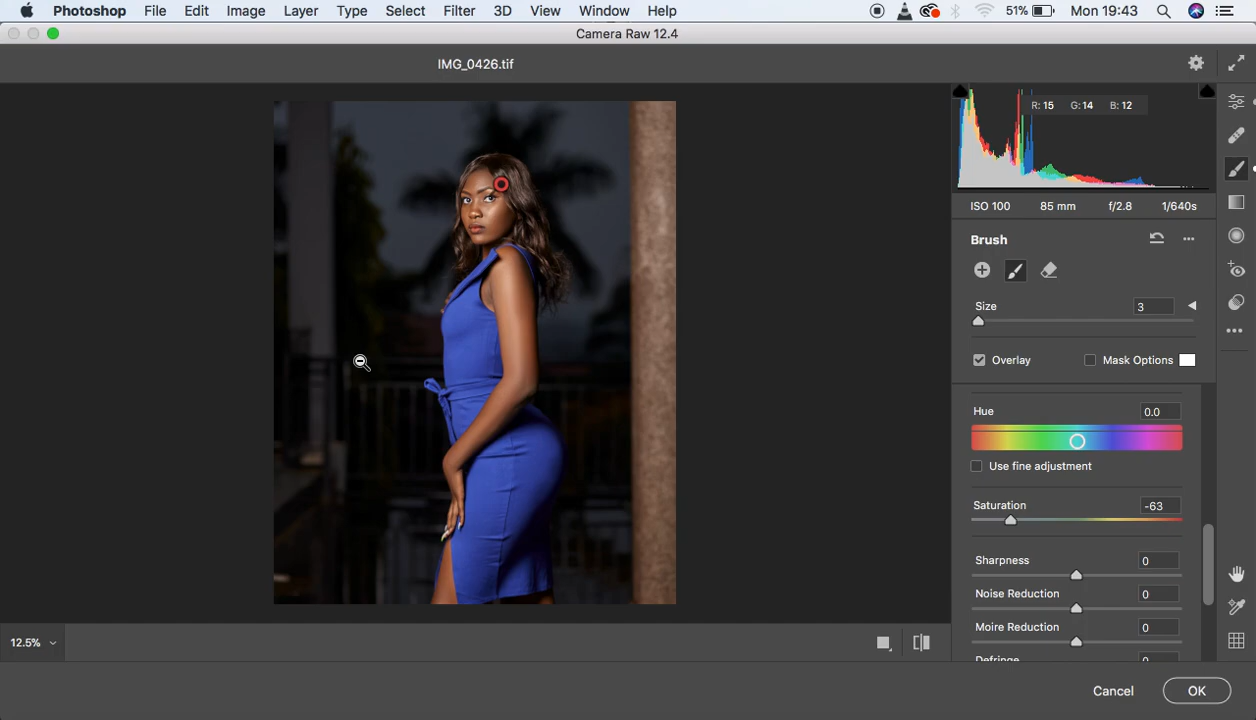 Photoshop File Edit Image Layer Type Select Filter 3D View Window Help 51% Mon 19:43
Camera Raw 12.4
IMG_0426.tif
R: 15 G: 14 B: 12
ISO 100 85 mm f/2.8 1/640s
Brush
Size 3
Overlay Mask Options
Hue 0.0
Use fine adjustment
Saturation -63
Sharpness 0
Noise Reduction 0
Moire Reduction 0
Defringe
12.5%
Cancel OK